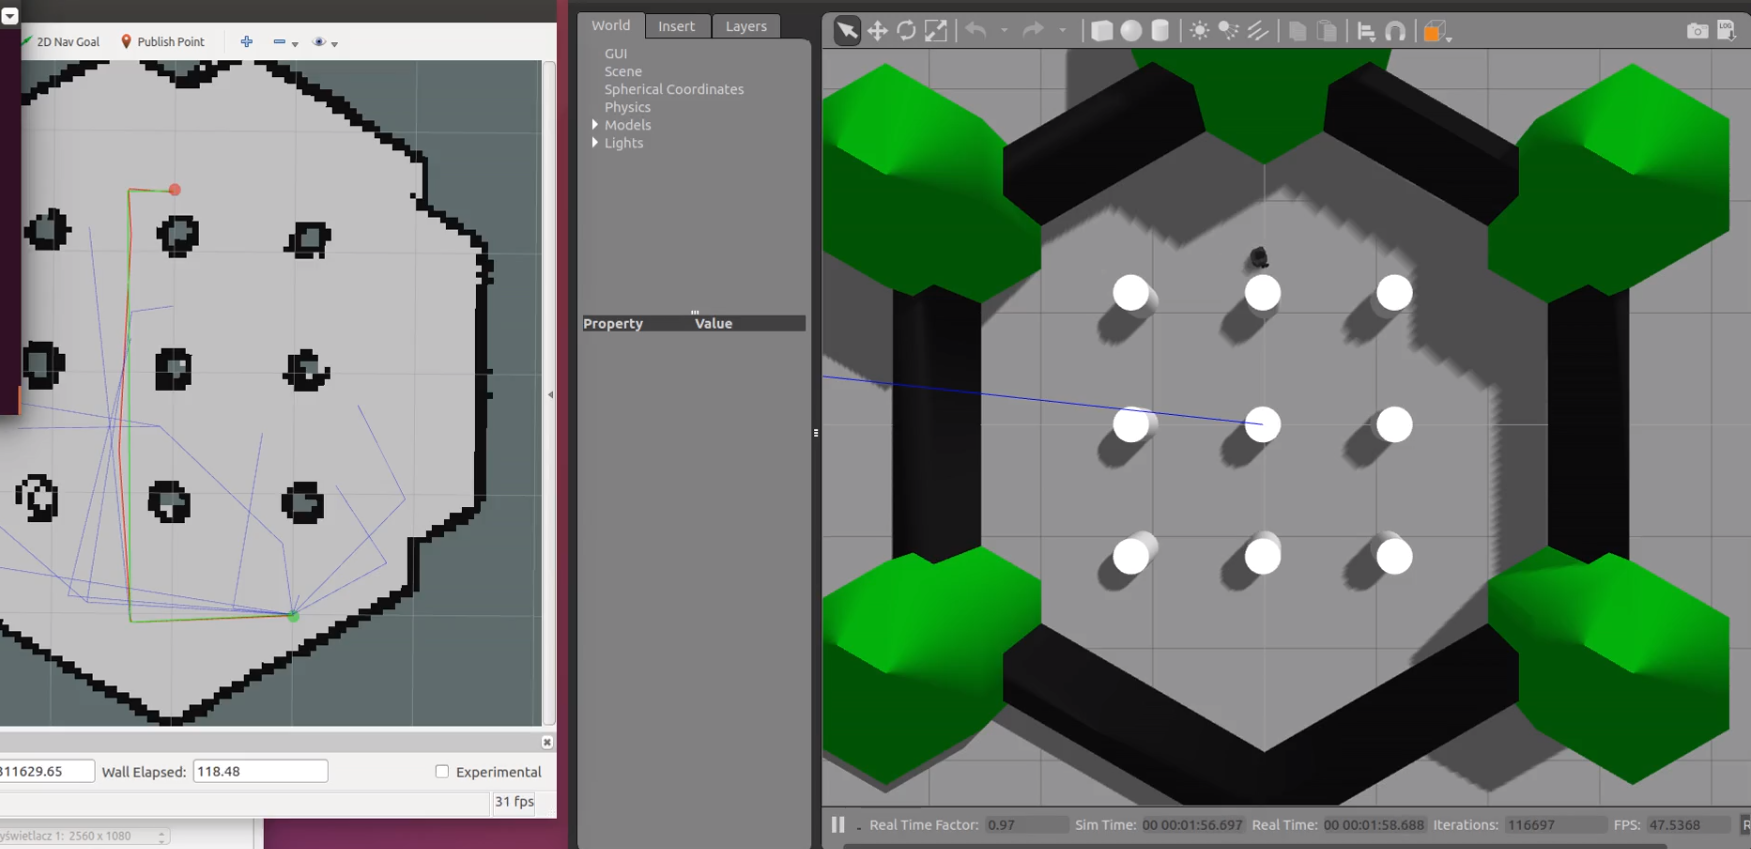 2D Nav Goal Publish Point
311629.65 Wall Elapsed: 118.48 Experimental
31 fps
yświetlacz 1: 2560 x 1080
World Insert Layers
GUI
Scene
Spherical Coordinates
Physics
Models
Lights
Property Value
LOG
Real Time Factor: 0.97 Sim Time: 00 00:01:56.697 Real Time: 00 00:01:58.688 Iterations: 116697 FPS: 47.5368 R